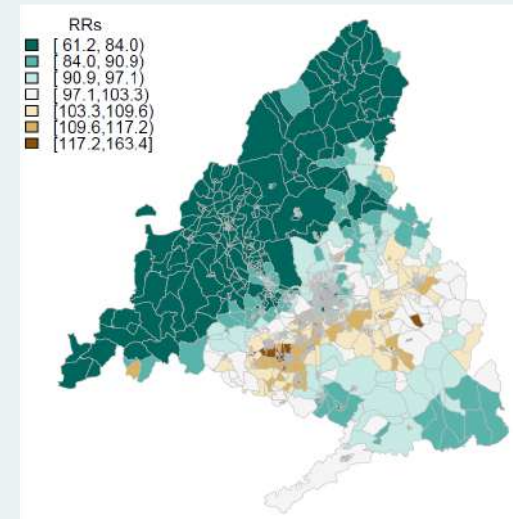 RRs
[ 61.2, 84.0)
[ 84.0, 90.9)
[ 90.9, 97.1)
[ 97.1,103.3)
[103.3,109.6)
[109.6,117.2)
[117.2,163.4]